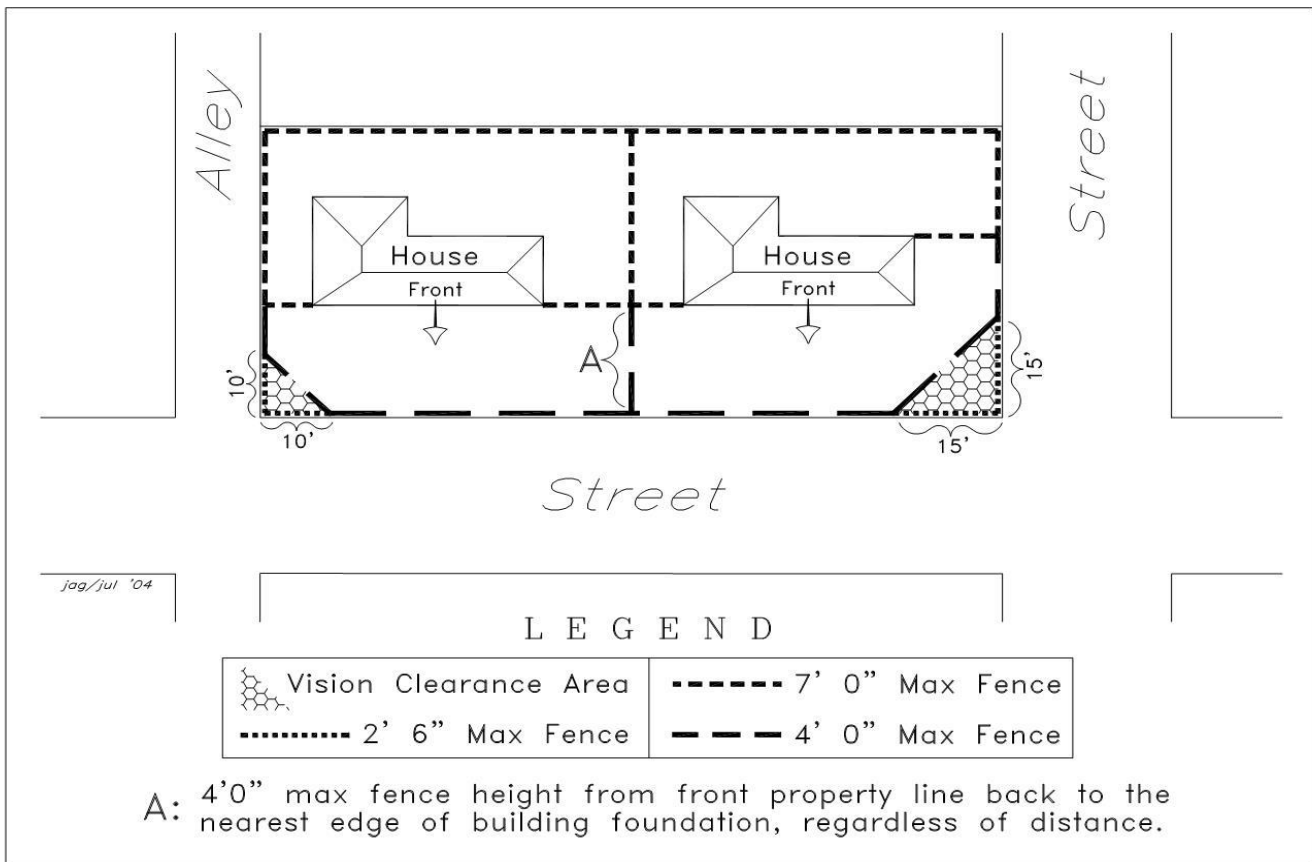 Alley
Street
House
Front
House
Front
A
10'
10'
15'
15'
Street
jag/jul '04
LEGEND
Vision Clearance Area
7' 0" Max Fence
2' 6" Max Fence
4' 0" Max Fence
A: 4'0" max fence height from front property line back to the
nearest edge of building foundation, regardless of distance.